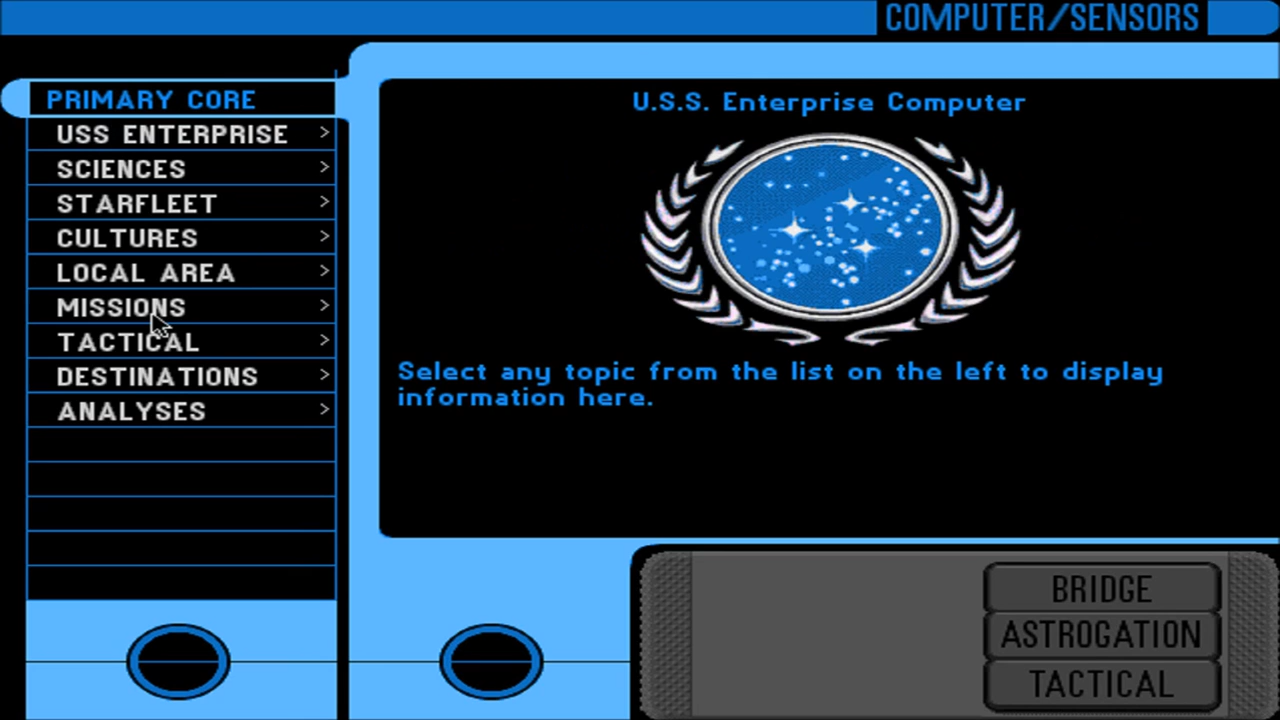 COMPUTER/SENSORS
PRIMARY CORE
USS ENTERPRISE >
SCIENCES >
STARFLEET >
CULTURES >
LOCAL AREA >
MISSIONS >
TACTICAL >
DESTINATIONS >
ANALYSES >
U.S.S. Enterprise Computer
Select any topic from the list on the left to display
information here.
BRIDGE
ASTROGATION
TACTICAL